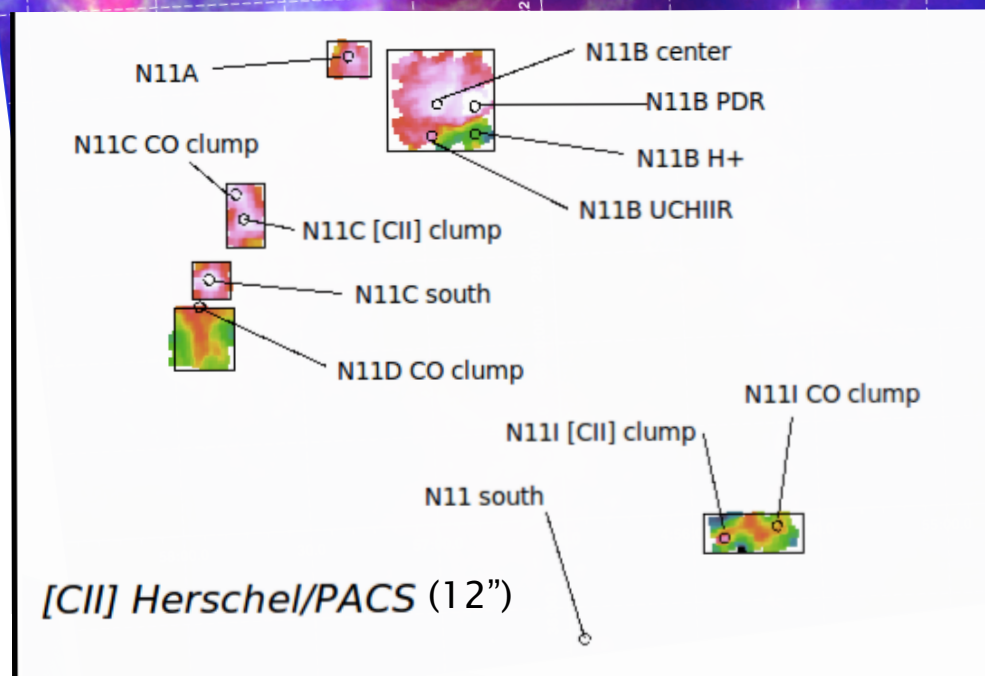 N11A
N11B center
N11B PDR
N11C CO clump
N11B H+
N11B UCHIIR
N11C [CII] clump
N11C south
N11D CO clump
N11I CO clump
N11I [CII] clump
N11 south
[CII] Herschel/PACS (12”)